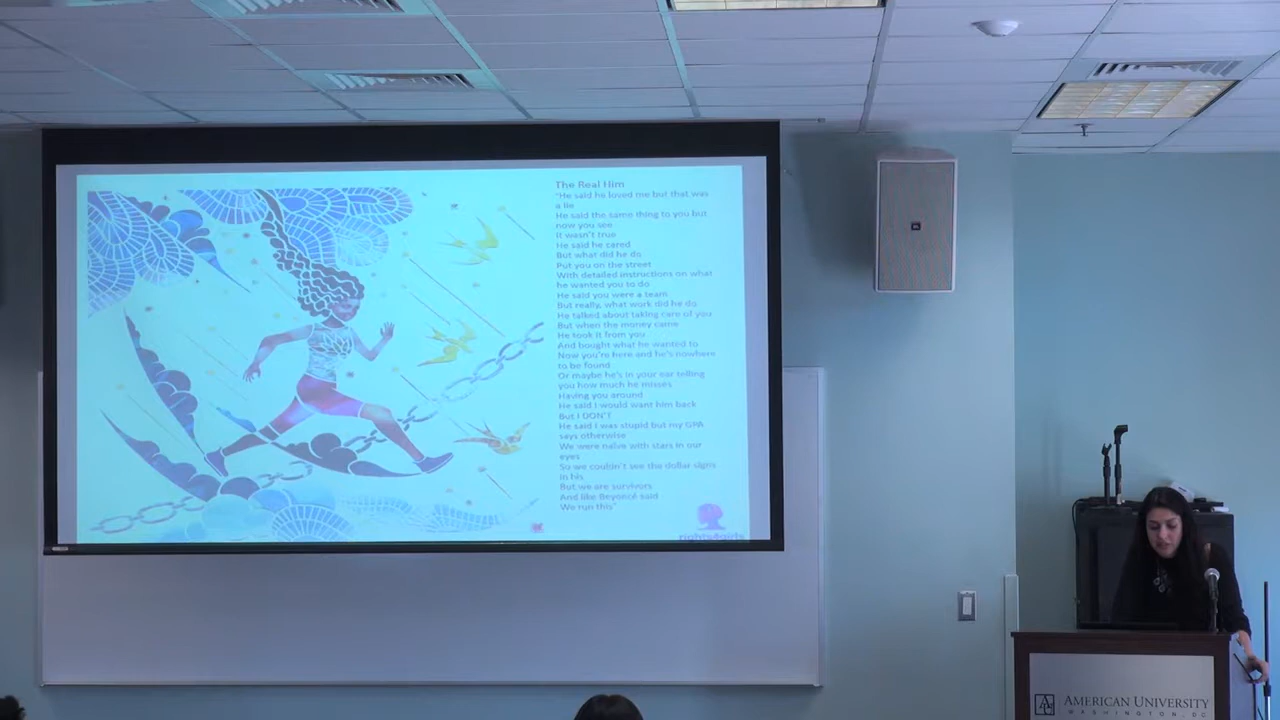 The Real Him
"He said he loved me but that was
a lie
He said the same thing to you but
now you see
It wasn't true
He said he cared
But what did he do
Put you on the street
With detailed instructions on what
he wanted you to do
He said you were a team
But really, what work did he do
He talked about taking care of you
But when the money came
He took it from you
And bought what he wanted to
Now you're here and he's nowhere
to be found
Or maybe he's in your ear telling
you how much he misses
Having you around
He said I would want him back
But I DON'T
He said I was stupid but my GPA
says otherwise
We were naïve with stars in our
eyes
So we couldn't see the dollar signs
in his
But we are survivors
And like Beyoncé said
We run this"
rights4girls
AMERICAN UNIVERSITY
WASHINGTON, DC